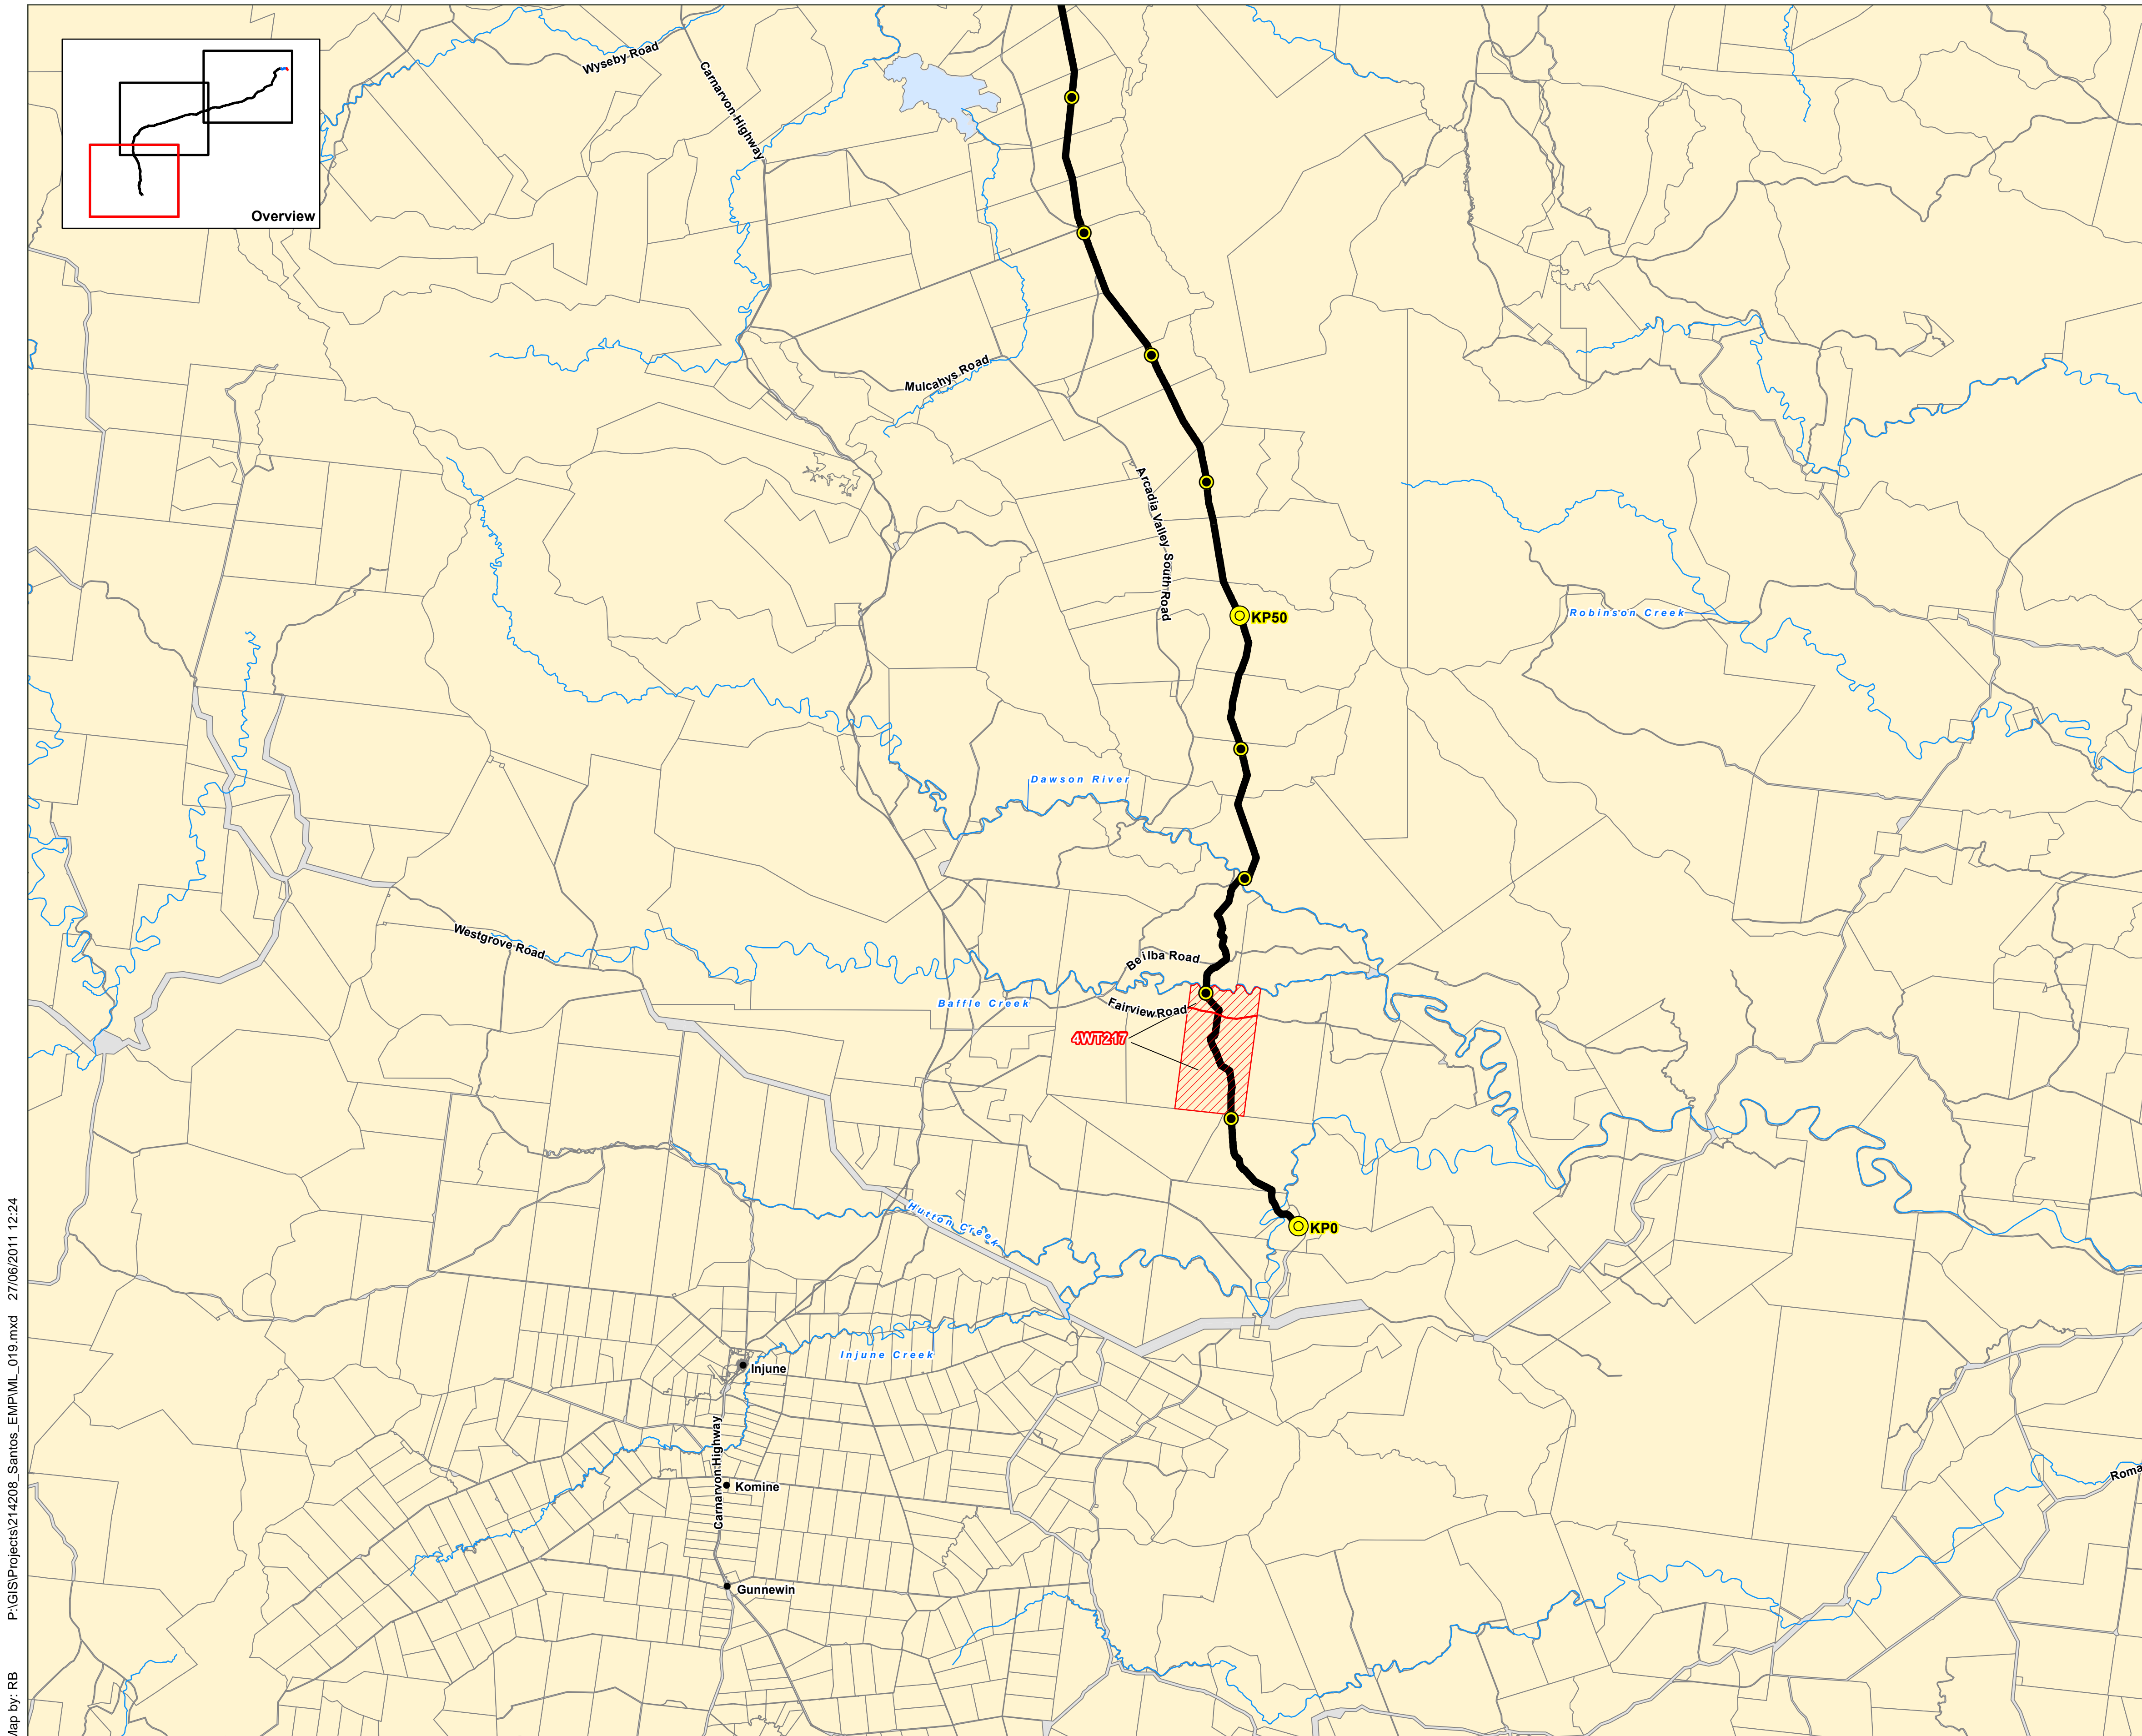 Wyseby Road
Carnarvon Highway
Overview
Mulcahys Road
Arcadia Valley South Road
KP50
Robinson Creek
Dawson River
Westgrove Road
Beilba Road
Baffle Creek
Fairview Road
4WT217
Hutton Creek
KP0
Injune Creek
Injune
Carnarvon Highway
Komine
Roma
Gunnewin
Map by: RB P:\GIS\Projects\214208_Santos_EMP\ML_019.mxd 27/06/2011 12:24